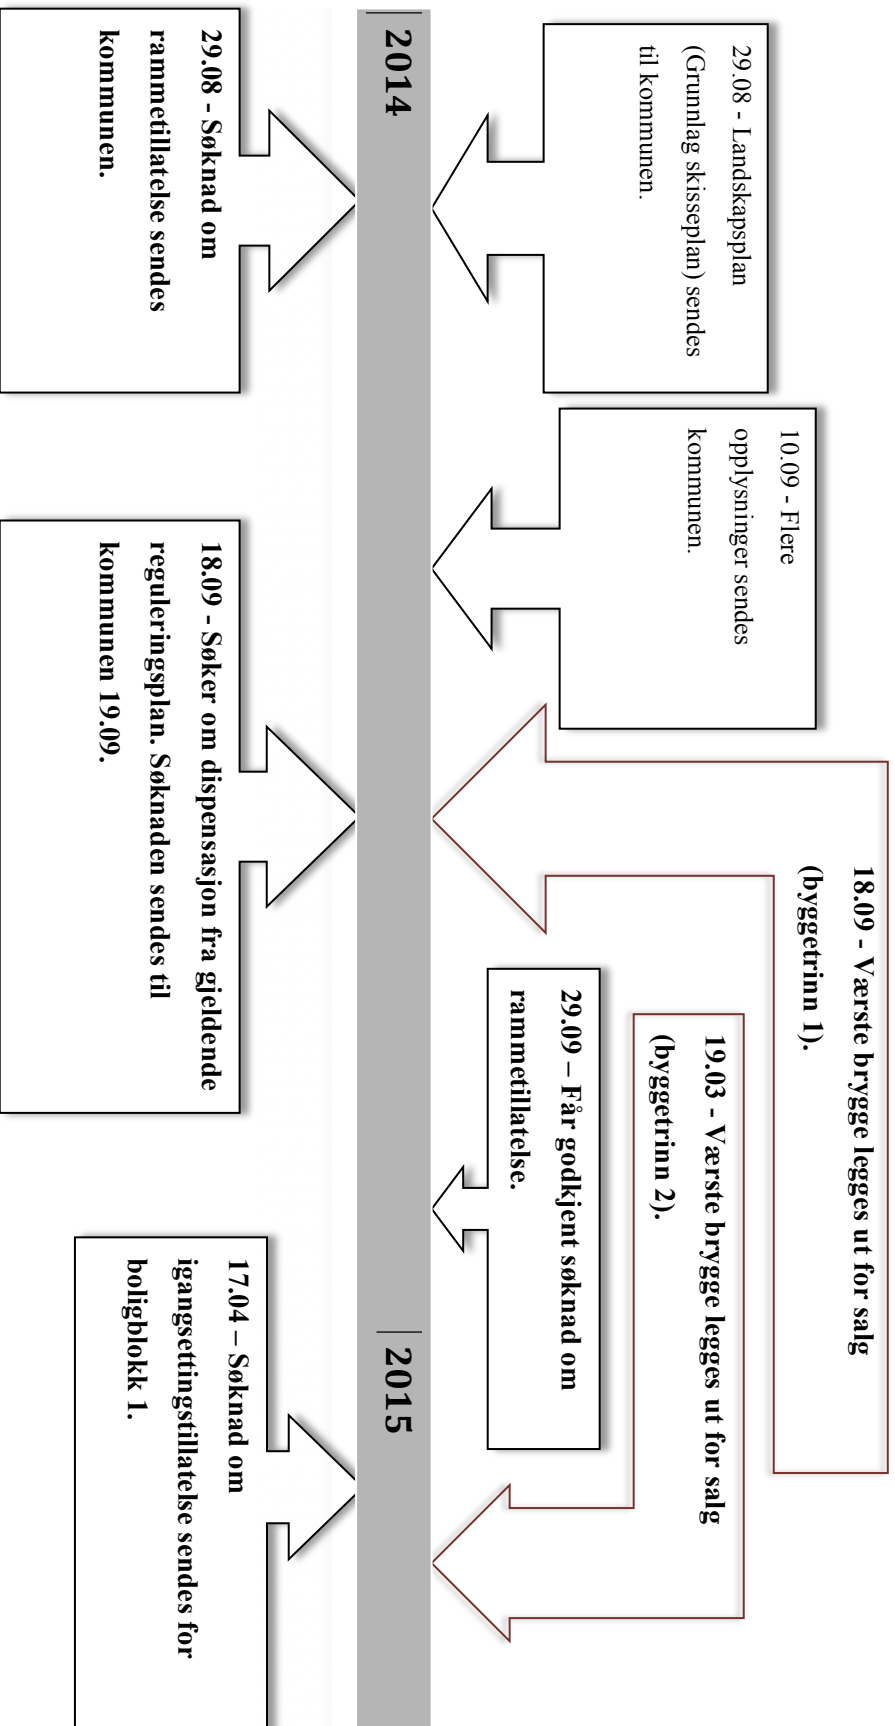 18.09 - Værste brygge legges ut for salg
(byggetrinn 1).
10.09 - Flere
opplysninger sendes
kommunen.
29.08 - Landskapsplan
(Grunnlag skisseplan) sendes
til kommunen.
19.03 - Værste brygge legges ut for salg
(byggetrinn 2).
29.09 – Får godkjent søknad om
rammetillatelse.
2014
2015
29.08 - Søknad om
rammetillatelse sendes
kommunen.
18.09 - Søker om dispensasjon fra gjeldende
reguleringsplan. Søknaden sendes til
kommunen 19.09.
17.04 – Søknad om
igangsettingstillatelse sendes for
boligblokk 1.